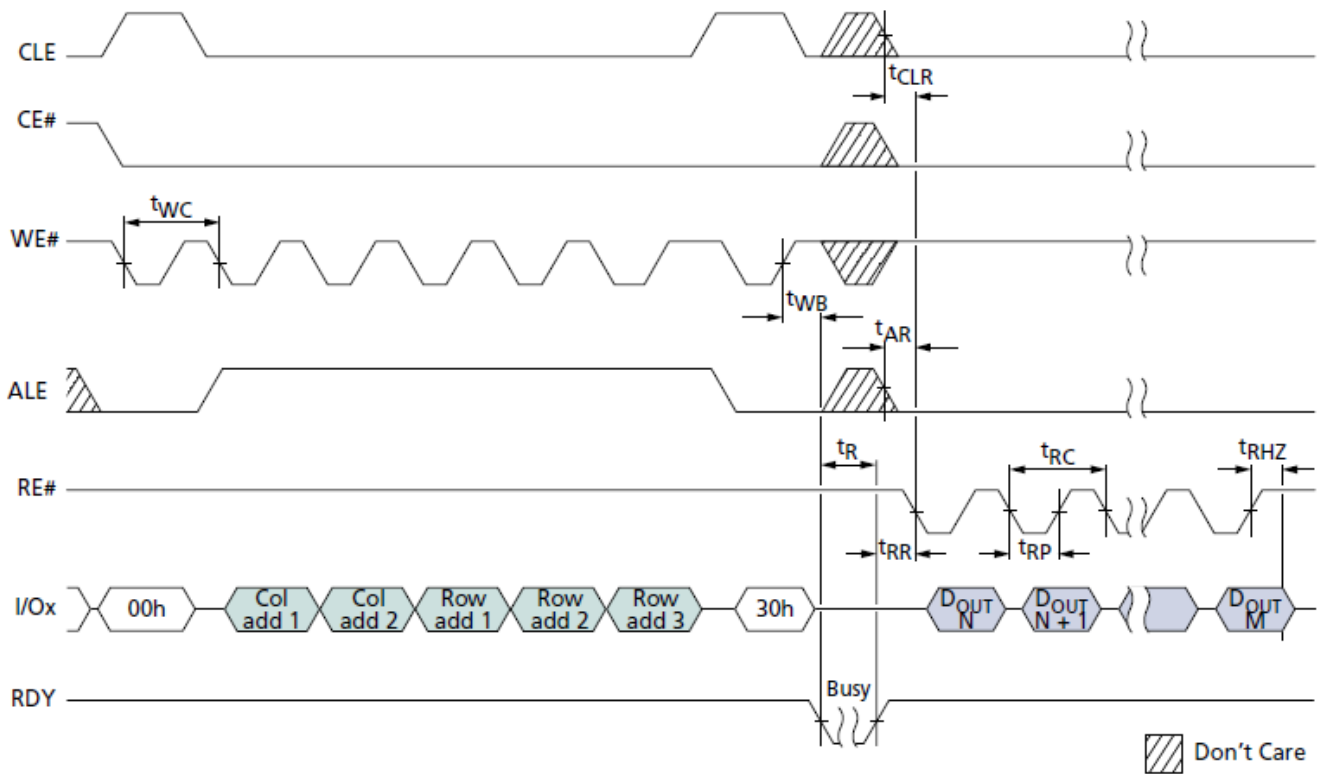 CLE
tCLR
CE#
tWC
WE#
tWB
tAR
ALE
tR
tRC
tRHZ
RE#
tRR
tRP
I/Ox
00h
Col
add 1
Col
add 2
Row
add 1
Row
add 2
Row
add 3
30h
DOUT
N
DOUT
N + 1
DOUT
M
RDY
Busy
Don't Care